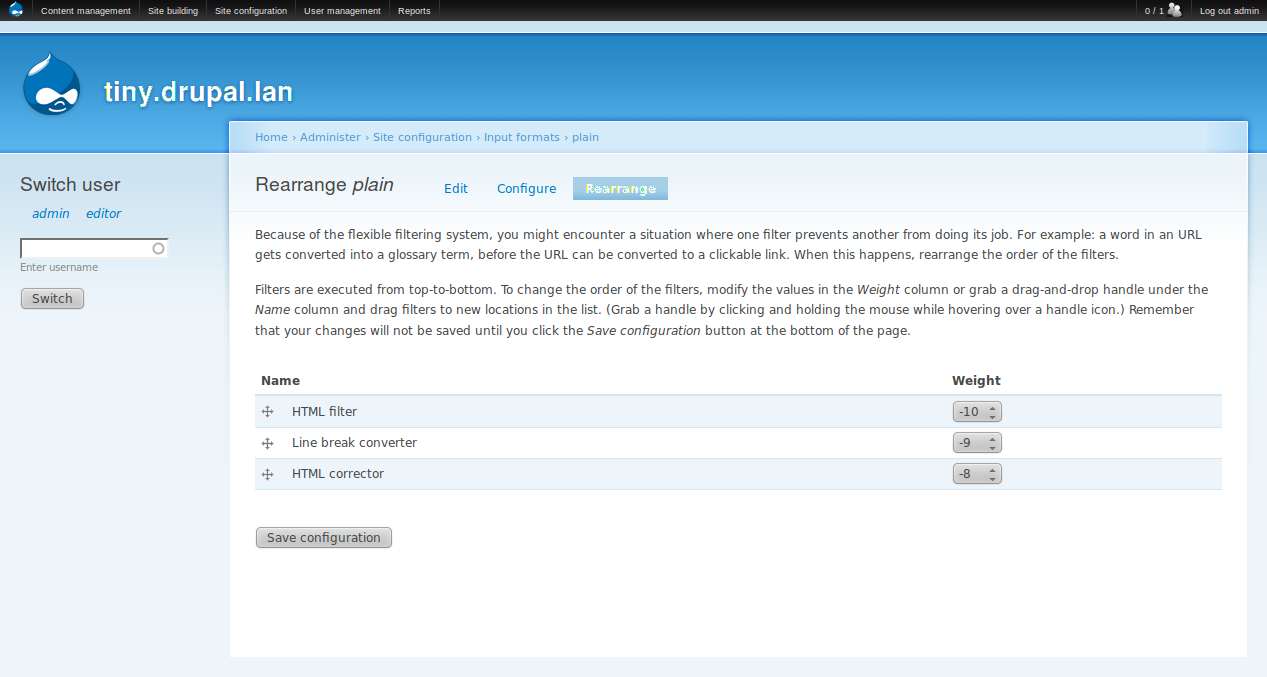 Content management Site building Site configuration User management Reports 0 / 1 Log out admin
tiny.drupal.lan
Home › Administer › Site configuration › Input formats › plain
Switch user
admin editor
Enter username
Switch
Rearrange plain Edit Configure Rearrange
Because of the flexible filtering system, you might encounter a situation where one filter prevents another from doing its job. For example: a word in an URL
gets converted into a glossary term, before the URL can be converted to a clickable link. When this happens, rearrange the order of the filters.
Filters are executed from top-to-bottom. To change the order of the filters, modify the values in the Weight column or grab a drag-and-drop handle under the
Name column and drag filters to new locations in the list. (Grab a handle by clicking and holding the mouse while hovering over a handle icon.) Remember
that your changes will not be saved until you click the Save configuration button at the bottom of the page.
Name Weight
HTML filter -10
Line break converter -9
HTML corrector -8
Save configuration